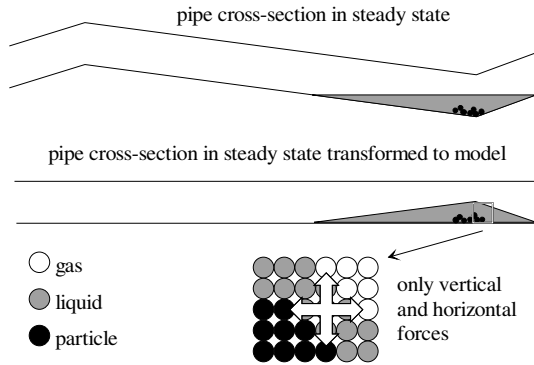 pipe cross-section in steady state
pipe cross-section in steady state transformed to model
gas
liquid
particle
only vertical
and horizontal
forces